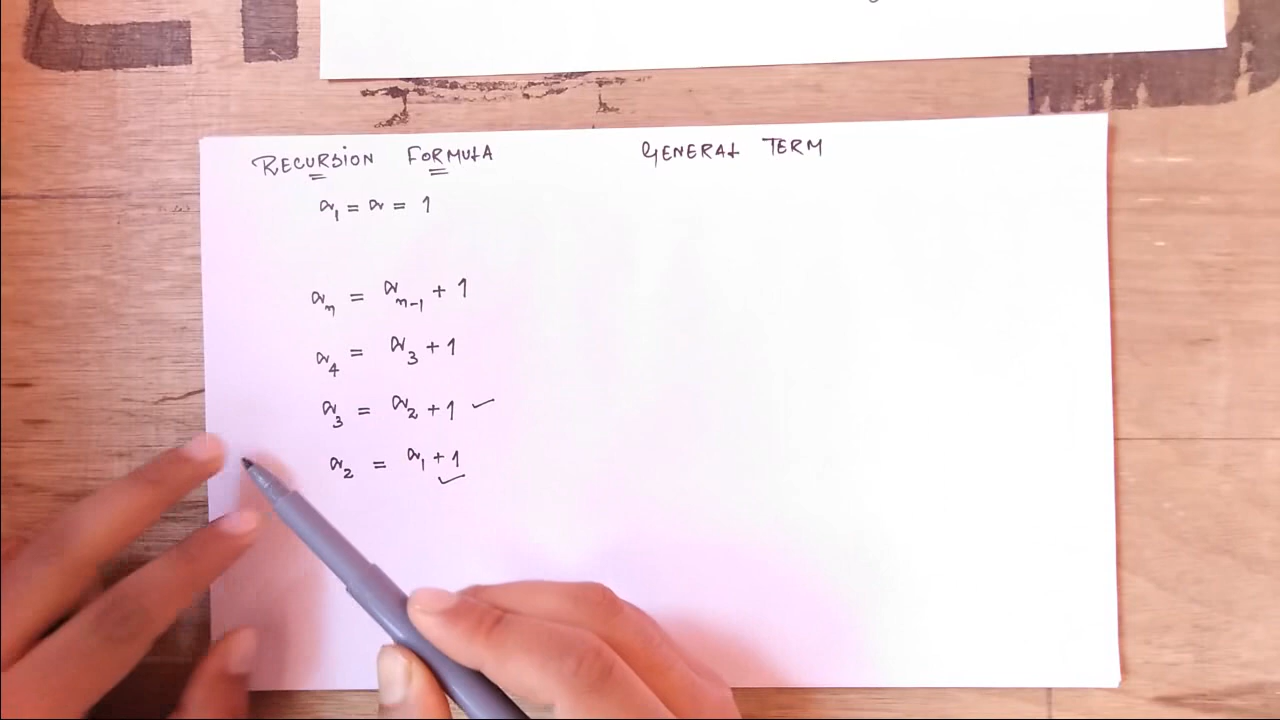 RECURSION FORMULA GENERAL TERM
a₁ = a = 1
aₙ = aₙ₋₁ + 1
a₄ = a₃ + 1
a₃ = a₂ + 1 ✓
a₂ = a₁ + 1 ✓